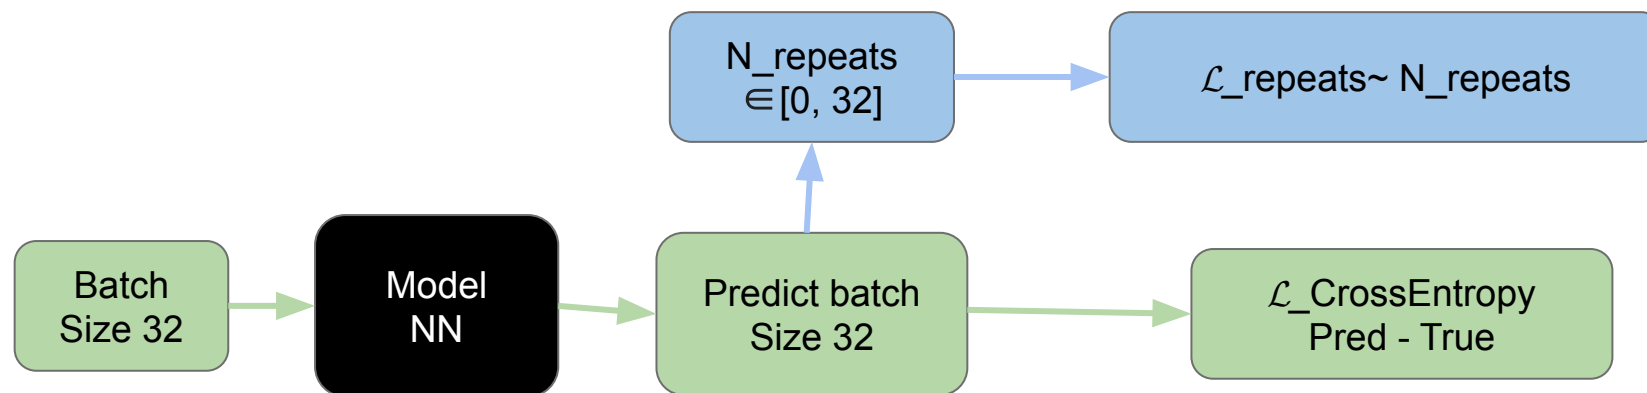 N_repeats
∈[0, 32]
ℒ_repeats~ N_repeats
Batch
Size 32
Model
NN
Predict batch
Size 32
ℒ_CrossEntropy
Pred - True